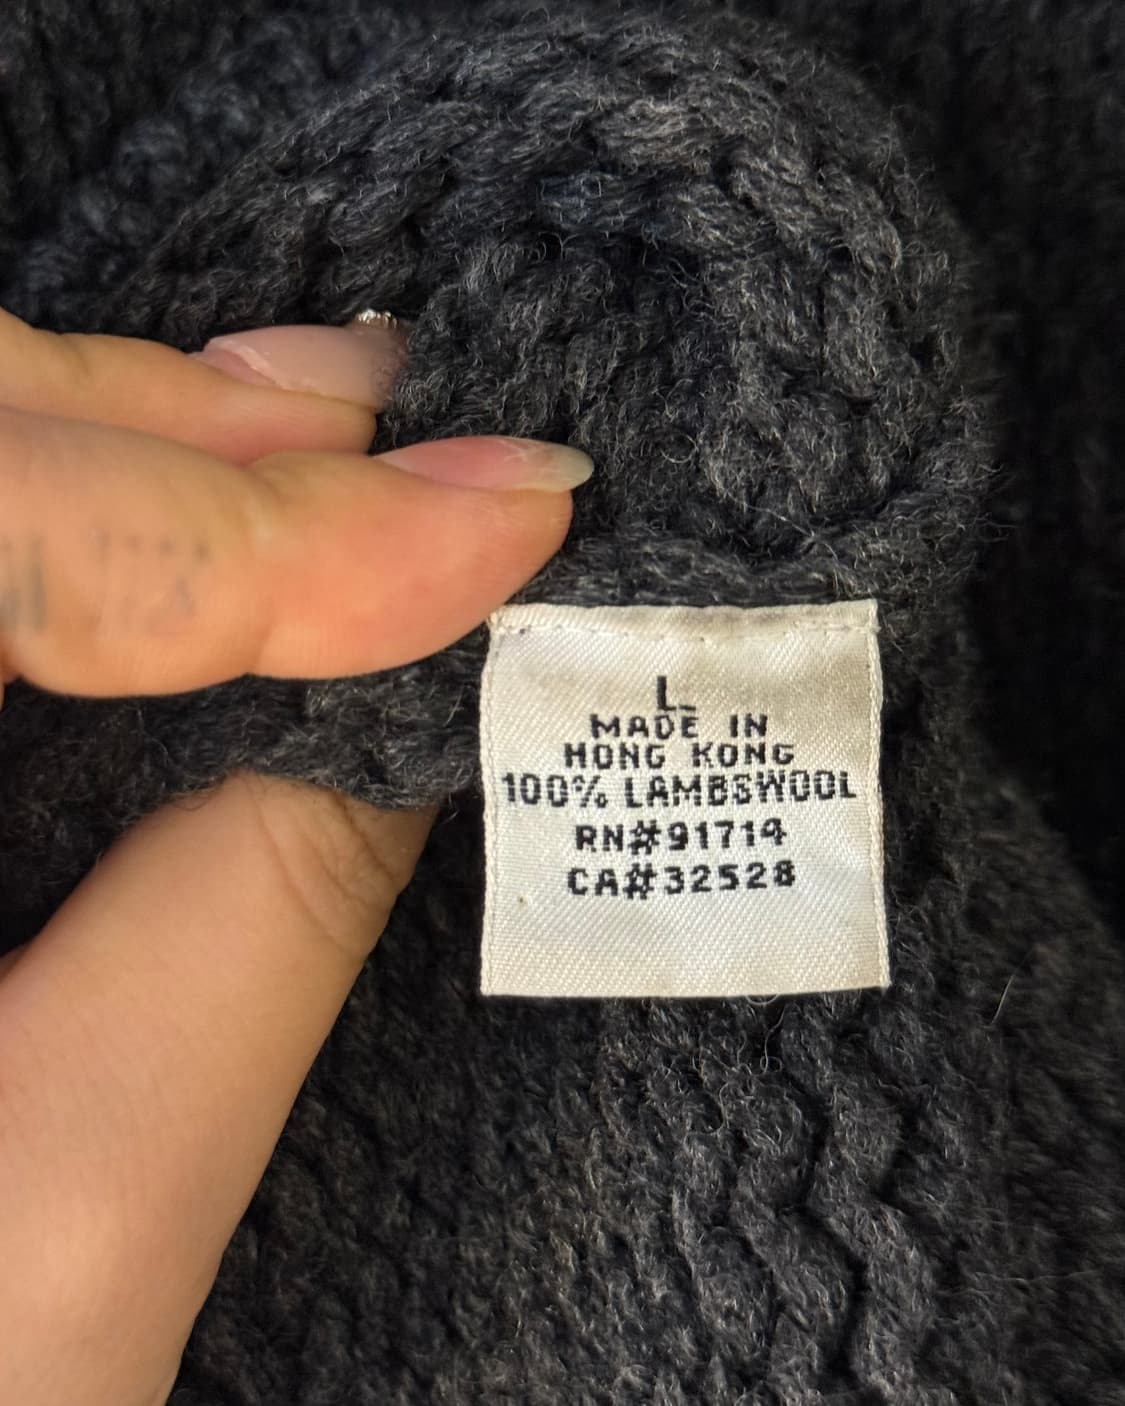 L
MADE IN
HONG KONG
100% LAMBSWOOL
RN#91714
CA#32528